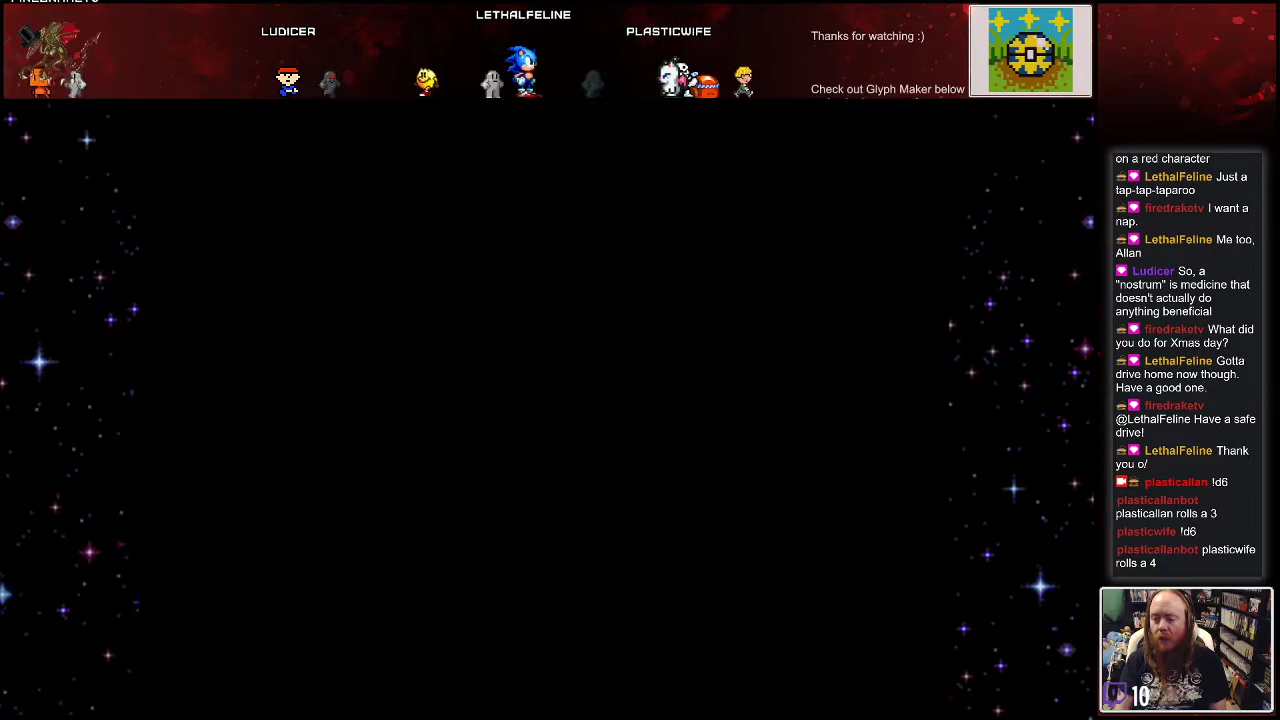 LETHALFELINE
LUDICER
PLASTICWIFE
Thanks for watching :)
Check out Glyph Maker below
on a red character
LethalFeline Just a
tap-tap-taparoo
firedraketv I want a
nap.
LethalFeline Me too,
Allan
Ludicer So, a
"nostrum" is medicine that
doesn't actually do
anything beneficial
firedraketv What did
you do for Xmas day?
LethalFeline Gotta
drive home now though.
Have a good one.
firedraketv
@LethalFeline Have a safe
drive!
LethalFeline Thank
you o/
plasticallan !d6
plasticallanbot
plasticallan rolls a 3
plasticwife !d6
plasticallanbot plasticwife
rolls a 4
10